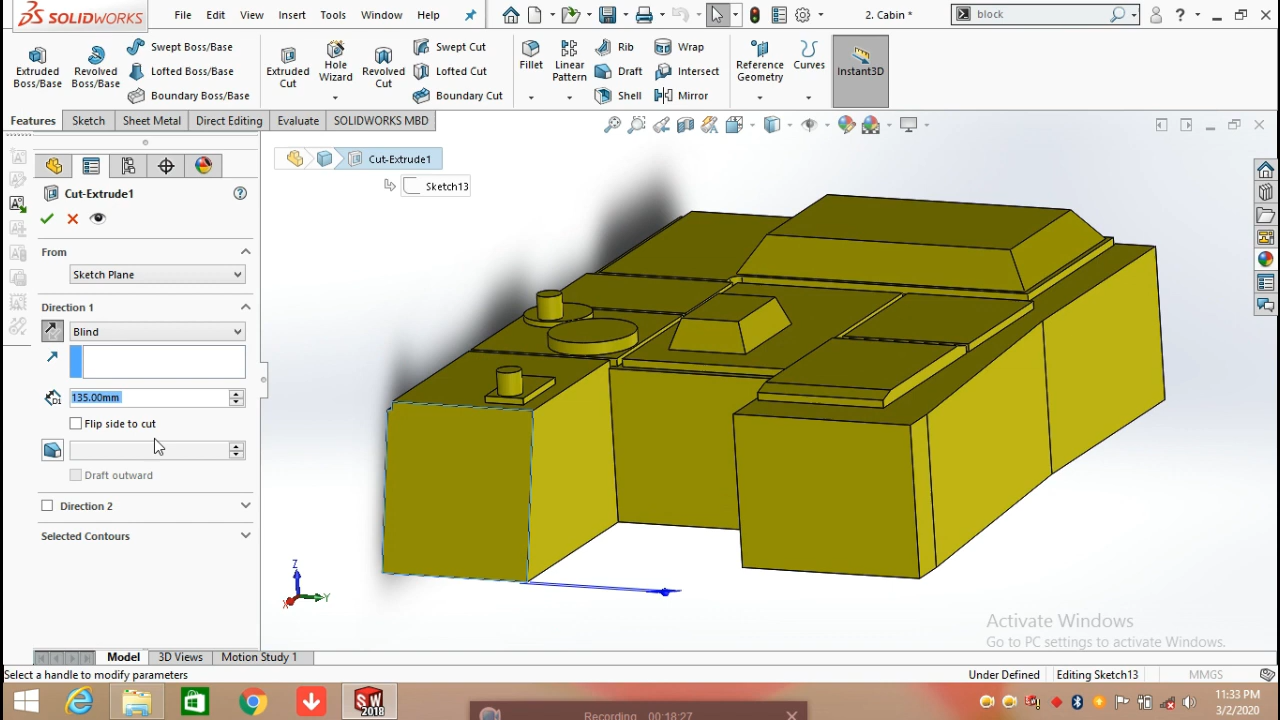 SOLIDWORKS
File Edit View Insert Tools Window Help
2. Cabin *
block
?
Extruded Boss/Base
Revolved Boss/Base
Swept Boss/Base
Lofted Boss/Base
Boundary Boss/Base
Extruded Cut
Hole Wizard
Revolved Cut
Swept Cut
Lofted Cut
Boundary Cut
Fillet
Linear Pattern
Rib
Draft
Shell
Wrap
Intersect
Mirror
Reference Geometry
Curves
Instant3D
Features Sketch Sheet Metal Direct Editing Evaluate SOLIDWORKS MBD
Cut-Extrude1
Sketch13
Cut-Extrude1
From
Sketch Plane
Direction 1
Blind
D1
135.00mm
Flip side to cut
Draft outward
Direction 2
Selected Contours
Z
X
Y
Activate Windows
Go to PC settings to activate Windows.
Model 3D Views Motion Study 1
Select a handle to modify parameters
Under Defined
Editing Sketch13
MMGS
SW 2018
Recording 00:18:27
11:33 PM
3/2/2020